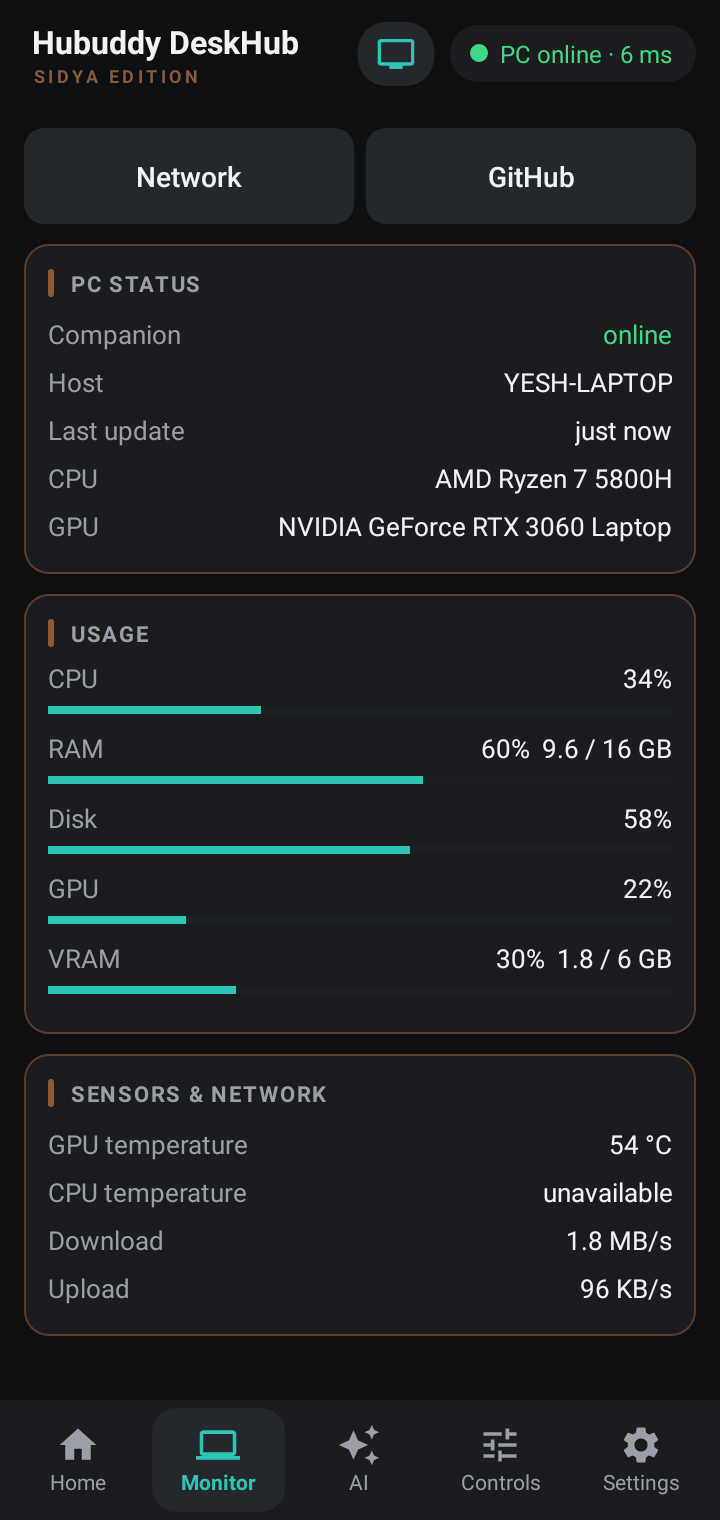 Hubuddy DeskHub
SIDYA EDITION
PC online · 6 ms
Network
GitHub
PC STATUS
Companion online
Host YESH-LAPTOP
Last update just now
CPU AMD Ryzen 7 5800H
GPU NVIDIA GeForce RTX 3060 Laptop
USAGE
CPU 34%
RAM 60% 9.6 / 16 GB
Disk 58%
GPU 22%
VRAM 30% 1.8 / 6 GB
SENSORS & NETWORK
GPU temperature 54 °C
CPU temperature unavailable
Download 1.8 MB/s
Upload 96 KB/s
Home
Monitor
AI
Controls
Settings